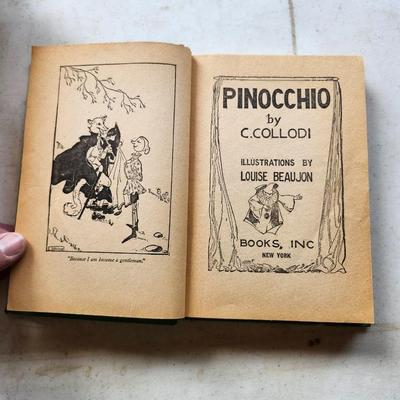 "Because I am become a gentleman."
PINOCCHIO
by
C.COLLODI
ILLUSTRATIONS BY
LOUISE BEAUJON
BOOKS, INC
NEW YORK